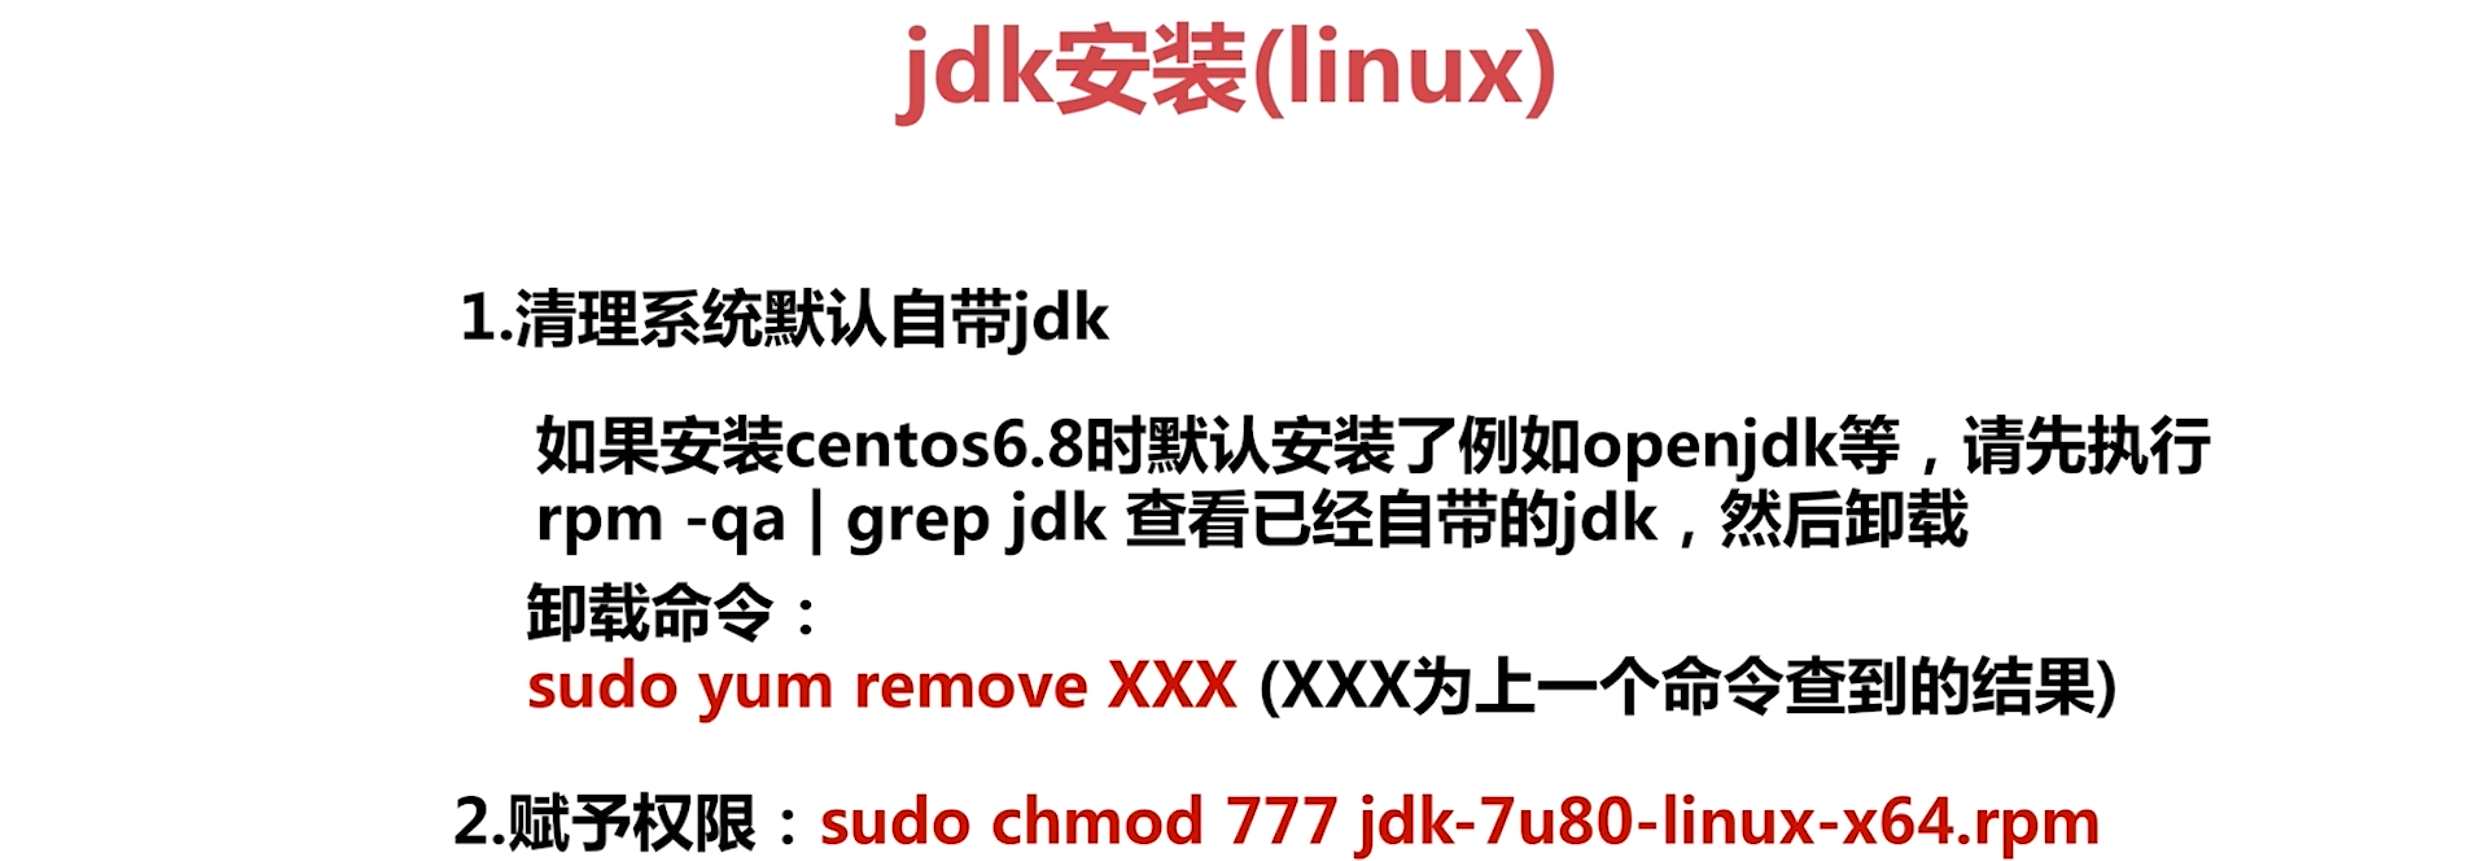 jdk安装(linux)
1.清理系统默认自带jdk
如果安装centos6.8时默认安装了例如openjdk等，请先执行
rpm -qa | grep jdk 查看已经自带的jdk，然后卸载
卸载命令：
sudo yum remove XXX (XXX为上一个命令查到的结果)
2.赋予权限：sudo chmod 777 jdk-7u80-linux-x64.rpm